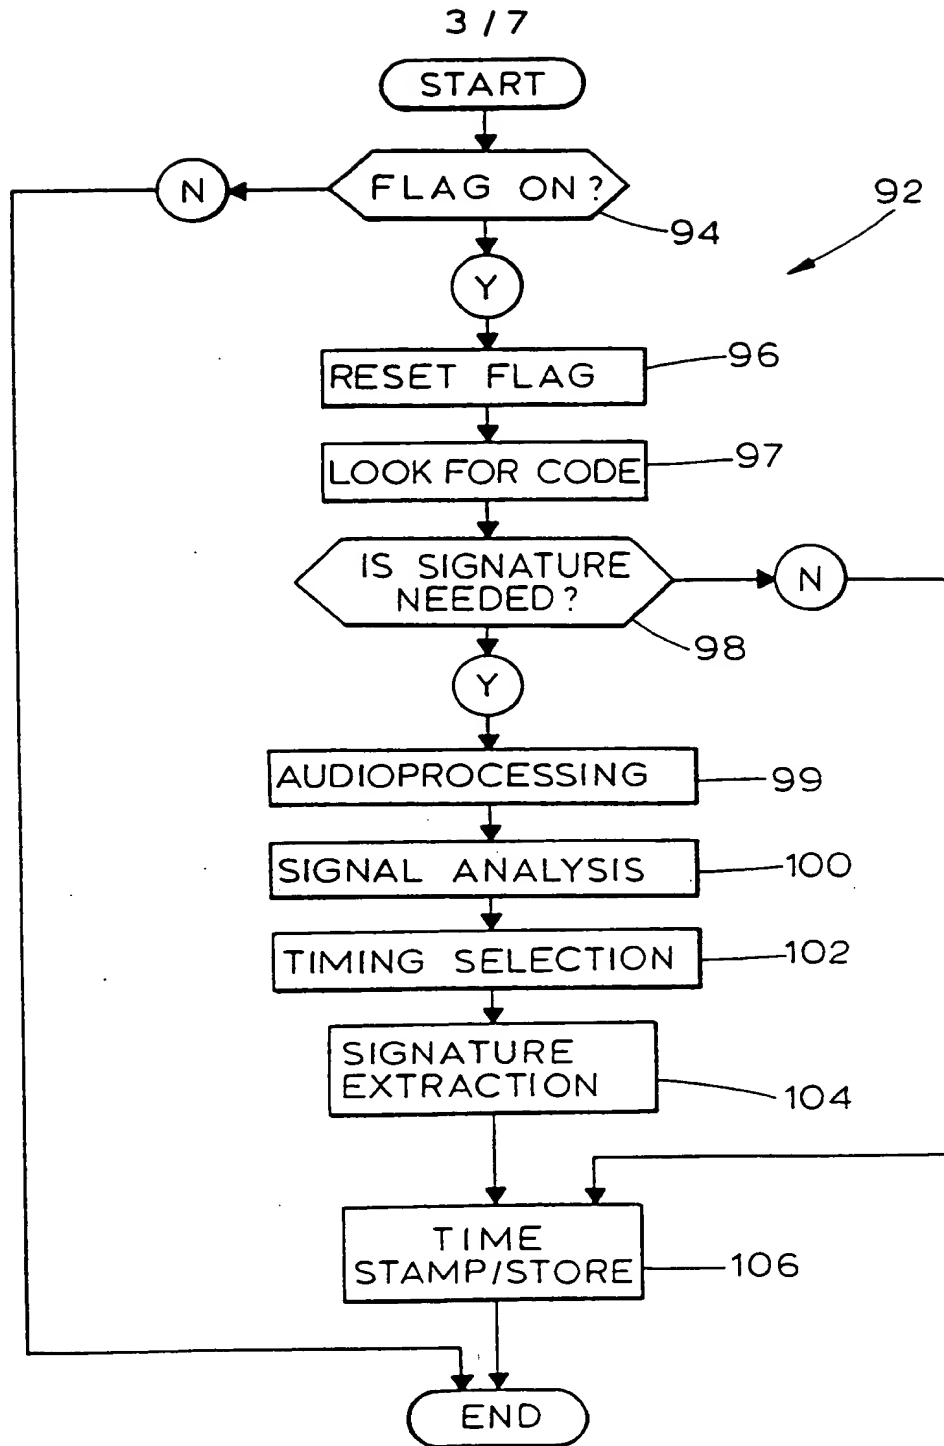 3/7
START
FLAG ON?
N
94
92
Y
RESET FLAG
96
LOOK FOR CODE
97
IS SIGNATURE
NEEDED?
N
98
Y
AUDIOPROCESSING
99
SIGNAL ANALYSIS
100
TIMING SELECTION
102
SIGNATURE
EXTRACTION
104
TIME
STAMP/STORE
106
END